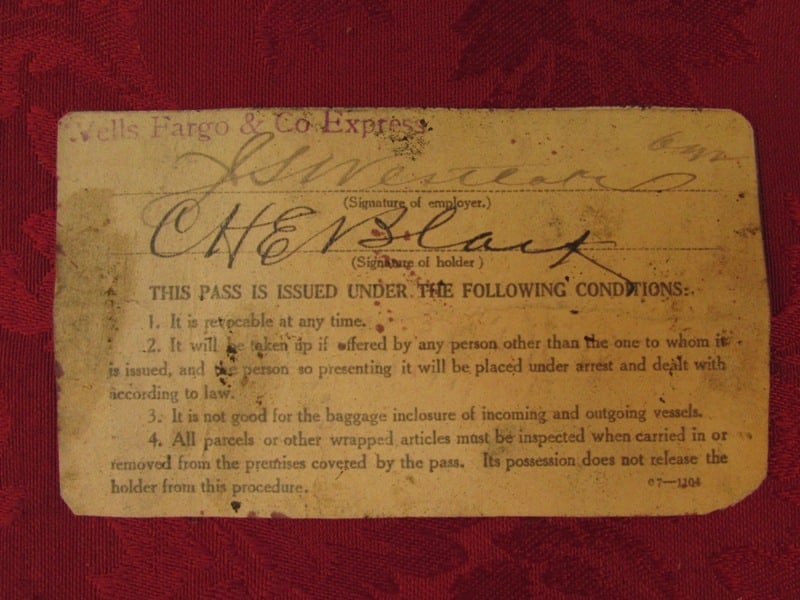 Wells Fargo & Co Express
(Signature of employer.)
CHE Black
(Signature of holder)
THIS PASS IS ISSUED UNDER THE FOLLOWING CONDITIONS:
1. It is revocable at any time.
2. It will be taken up if offered by any person other than the one to whom it
is issued, and the person so presenting it will be placed under arrest and dealt with
according to law.
3. It is not good for the baggage inclosure of incoming and outgoing vessels.
4. All parcels or other wrapped articles must be inspected when carried in or
removed from the premises covered by the pass. Its possession does not release the
holder from this procedure.
07—1104